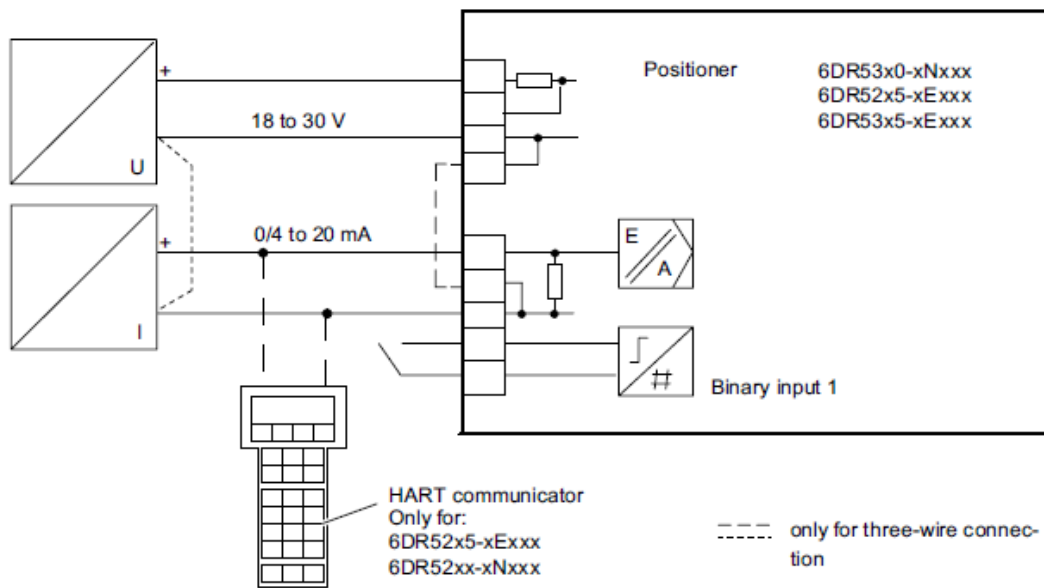 Positioner
6DR53x0-xNxxx
6DR52x5-xExxx
6DR53x5-xExxx
+
18 to 30 V
U
+
0/4 to 20 mA
I
E
A
Binary input 1
HART communicator
Only for:
6DR52x5-xExxx
6DR52xx-xNxxx
only for three-wire connec-
tion